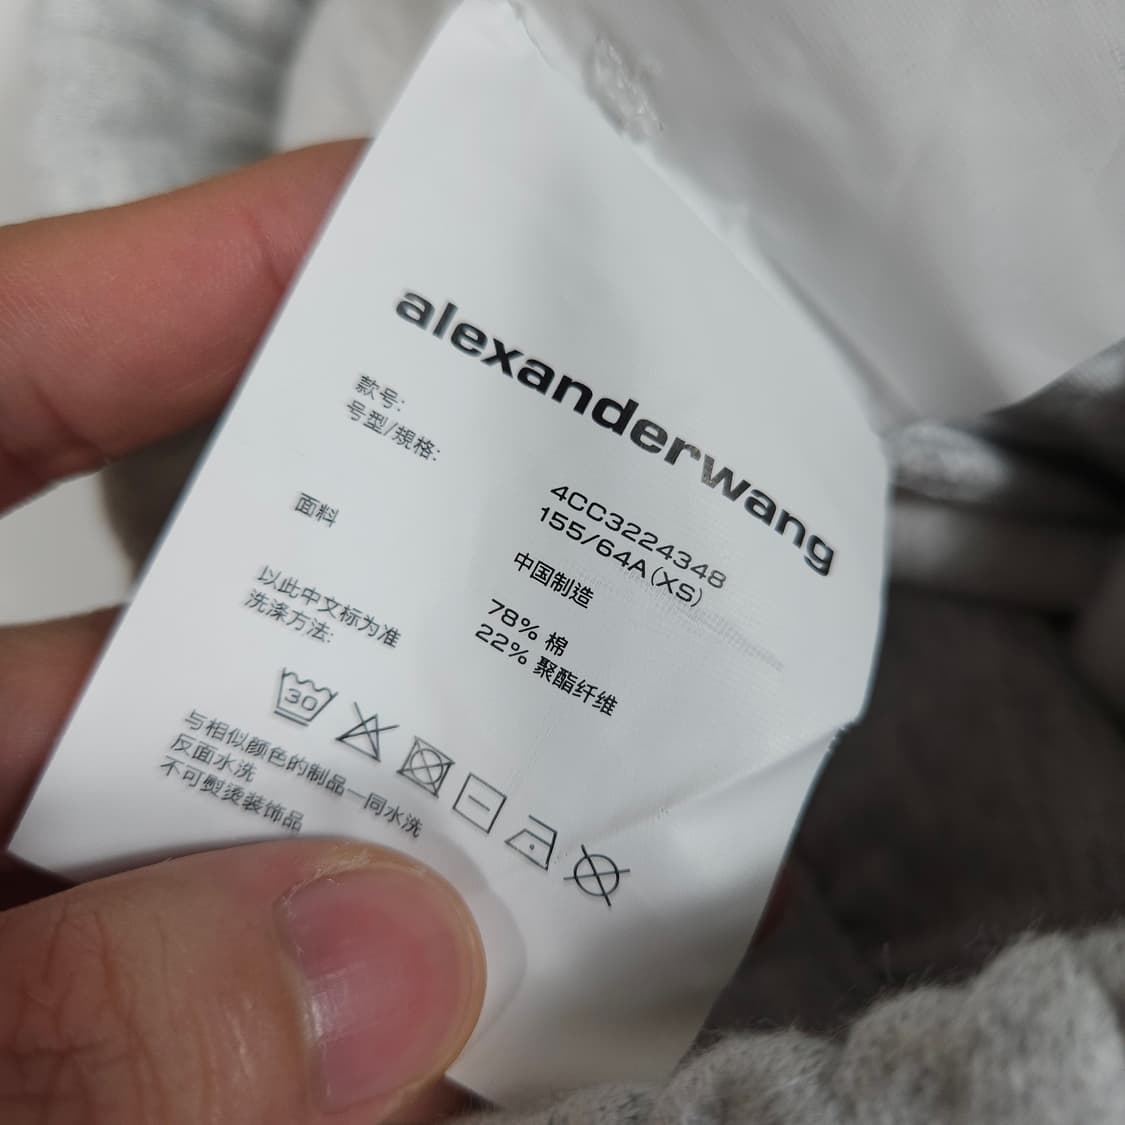 alexanderwang
款号: 4CC3224348
号型/規格: 155/64A(XS)
中国制造
面料 78% 棉
22% 聚酯纤维
以此中文标为准
洗涤方法:
30
与相似颜色的制品一同水洗
反面水洗
不可熨烫装饰品